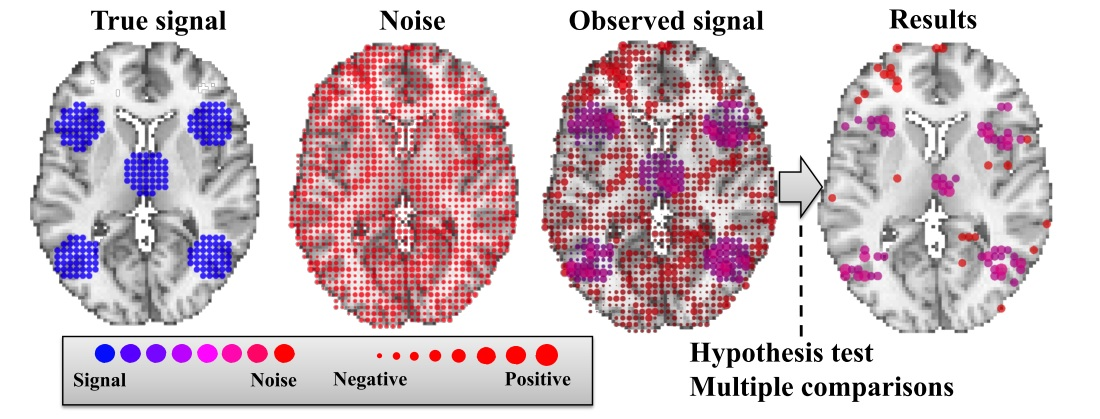 True signal
Noise
Observed signal
Results
Signal
Noise
Negative
Positive
Hypothesis test
Multiple comparisons